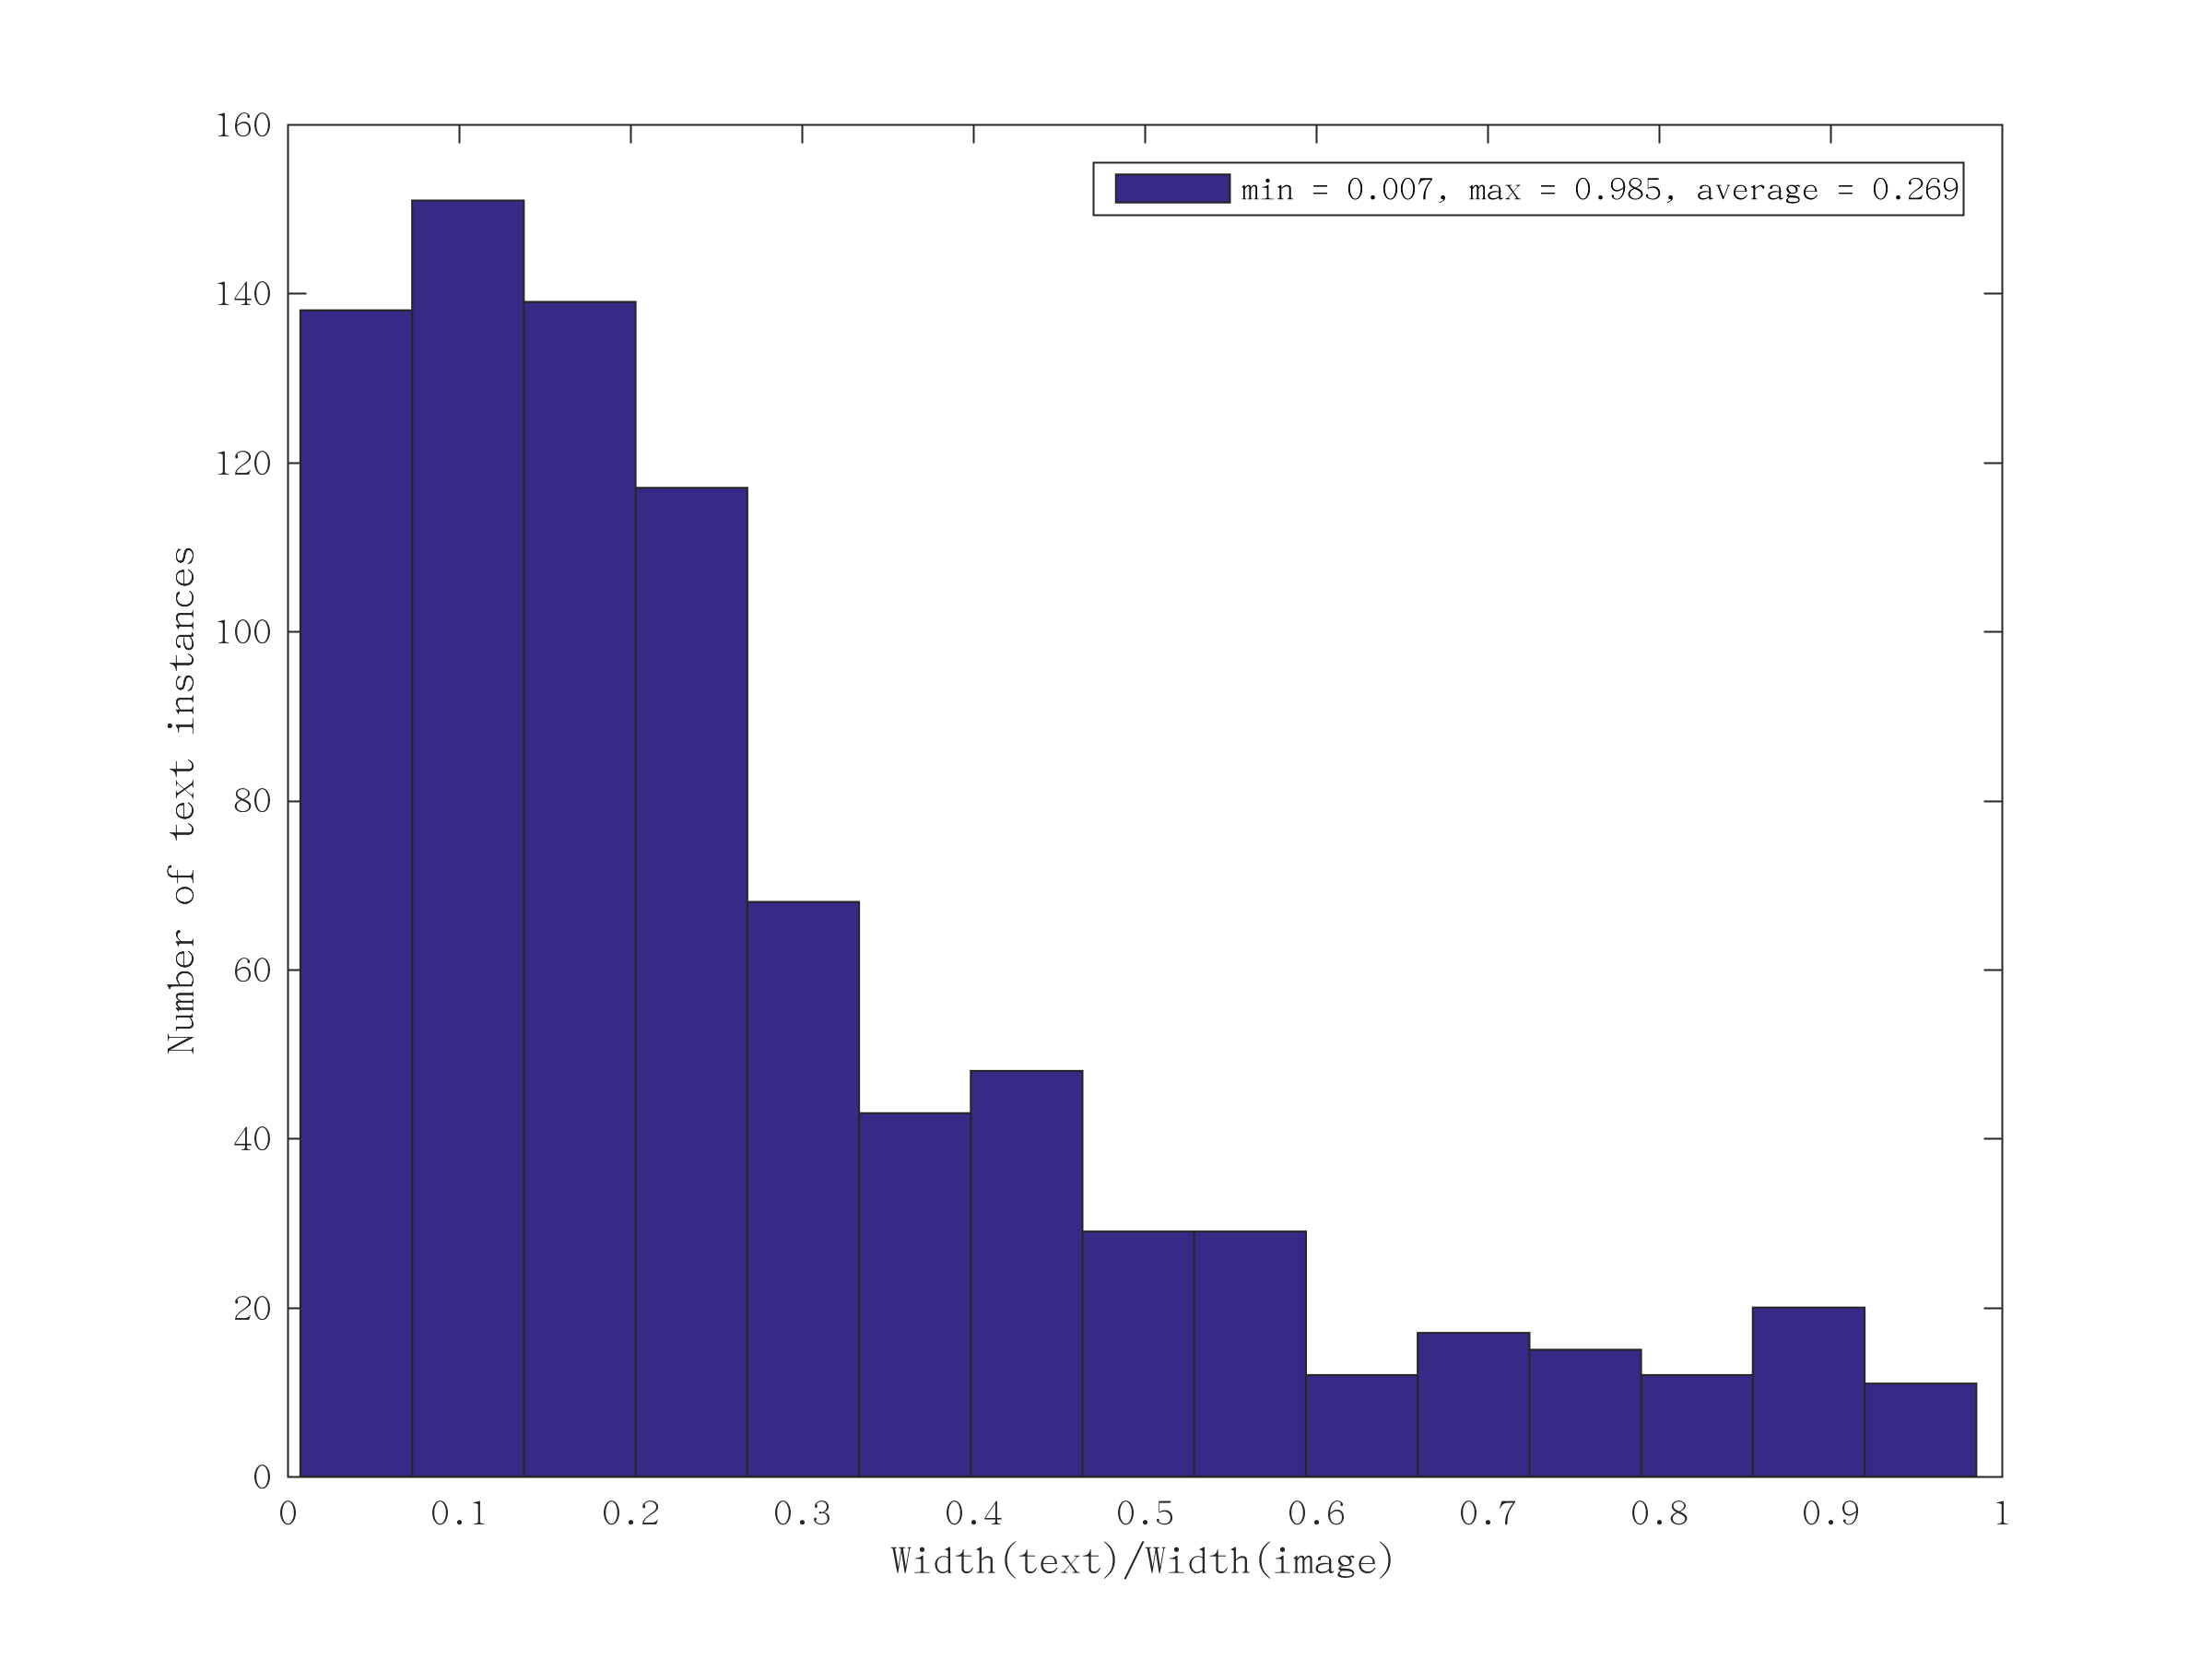 160
min = 0.007, max = 0.985, average = 0.269
140
120
100
80
60
40
20
0
Number of text instances
0 0.1 0.2 0.3 0.4 0.5 0.6 0.7 0.8 0.9 1
Width(text)/Width(image)